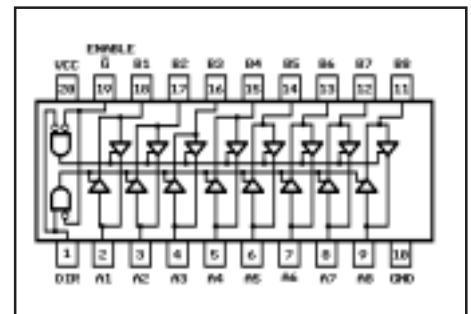 ENABLE
VCC G̅ B1 B2 B3 B4 B5 B6 B7 B8
20 19 18 17 16 15 14 13 12 11
1 2 3 4 5 6 7 8 9 10
DIR A1 A2 A3 A4 A5 A6 A7 A8 GND